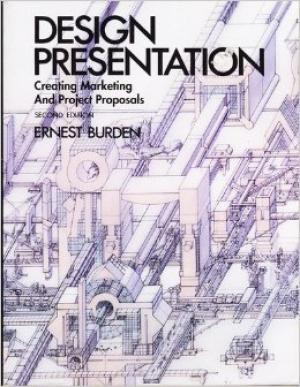 DESIGN
PRESENTATION
Creating Marketing
And Project Proposals
SECOND EDITION
ERNEST BURDEN